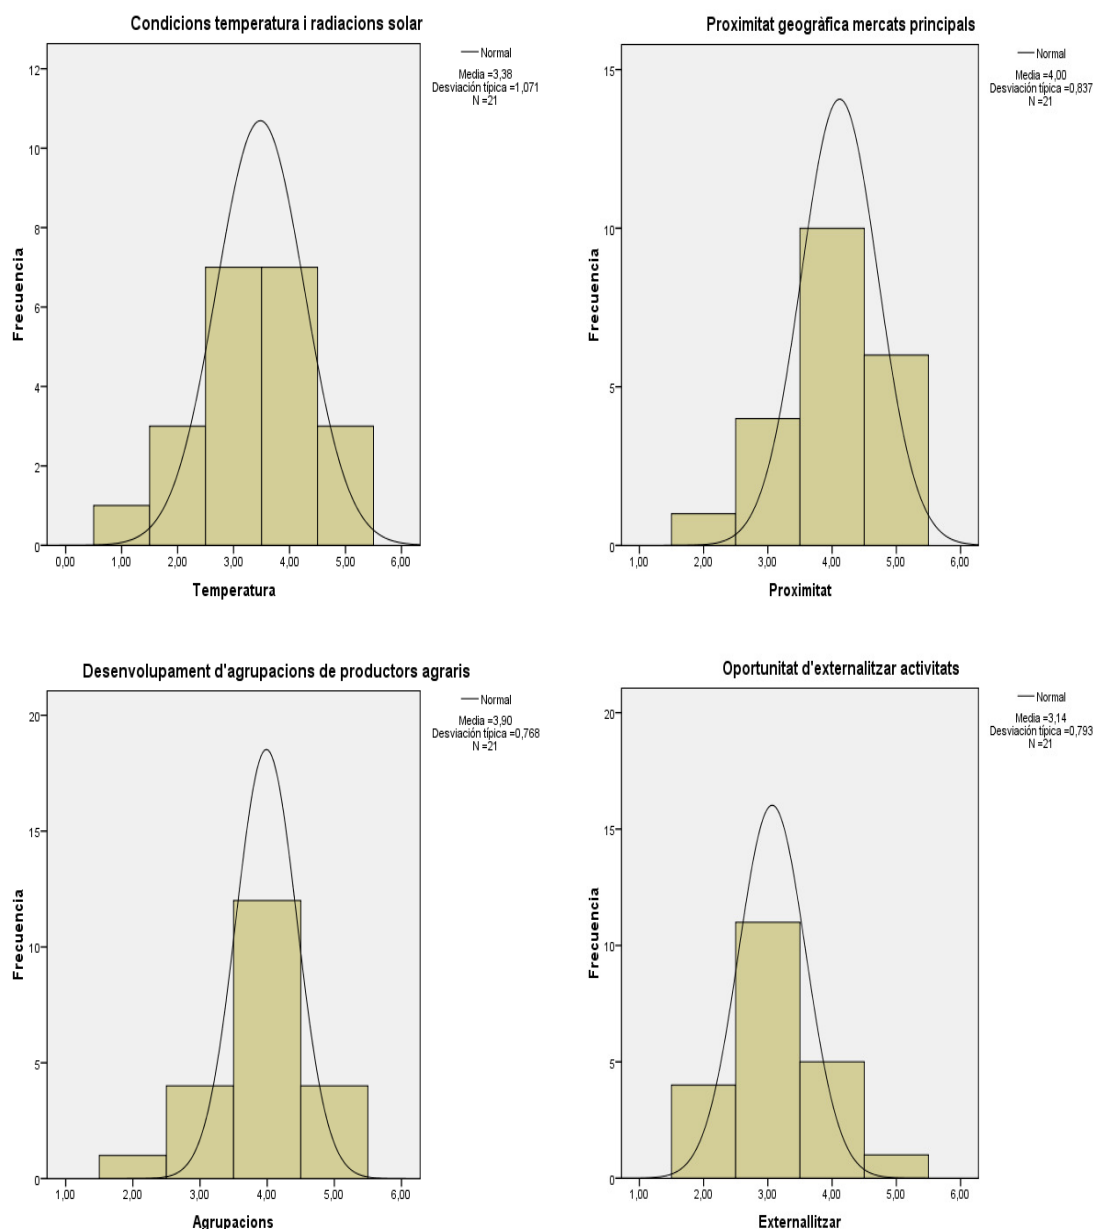 Condicions temperatura i radiacions solar
Normal
Media =3,38
Desviación típica =1,071
N =21
12
10
8
6
4
2
0
Frecuencia
0,00 1,00 2,00 3,00 4,00 5,00 6,00
Temperatura
Proximitat geogràfica mercats principals
Normal
Media =4,00
Desviación típica =0,837
N =21
15
10
5
0
Frecuencia
1,00 2,00 3,00 4,00 5,00 6,00
Proximitat
Desenvolupament d'agrupacions de productors agraris
Normal
Media =3,90
Desviación típica =0,768
N =21
20
15
10
5
0
Frecuencia
1,00 2,00 3,00 4,00 5,00 6,00
Agrupacions
Oportunitat d'externalitzar activitats
Normal
Media =3,14
Desviación típica =0,793
N =21
20
15
10
5
0
Frecuencia
1,00 2,00 3,00 4,00 5,00 6,00
Externallitzar